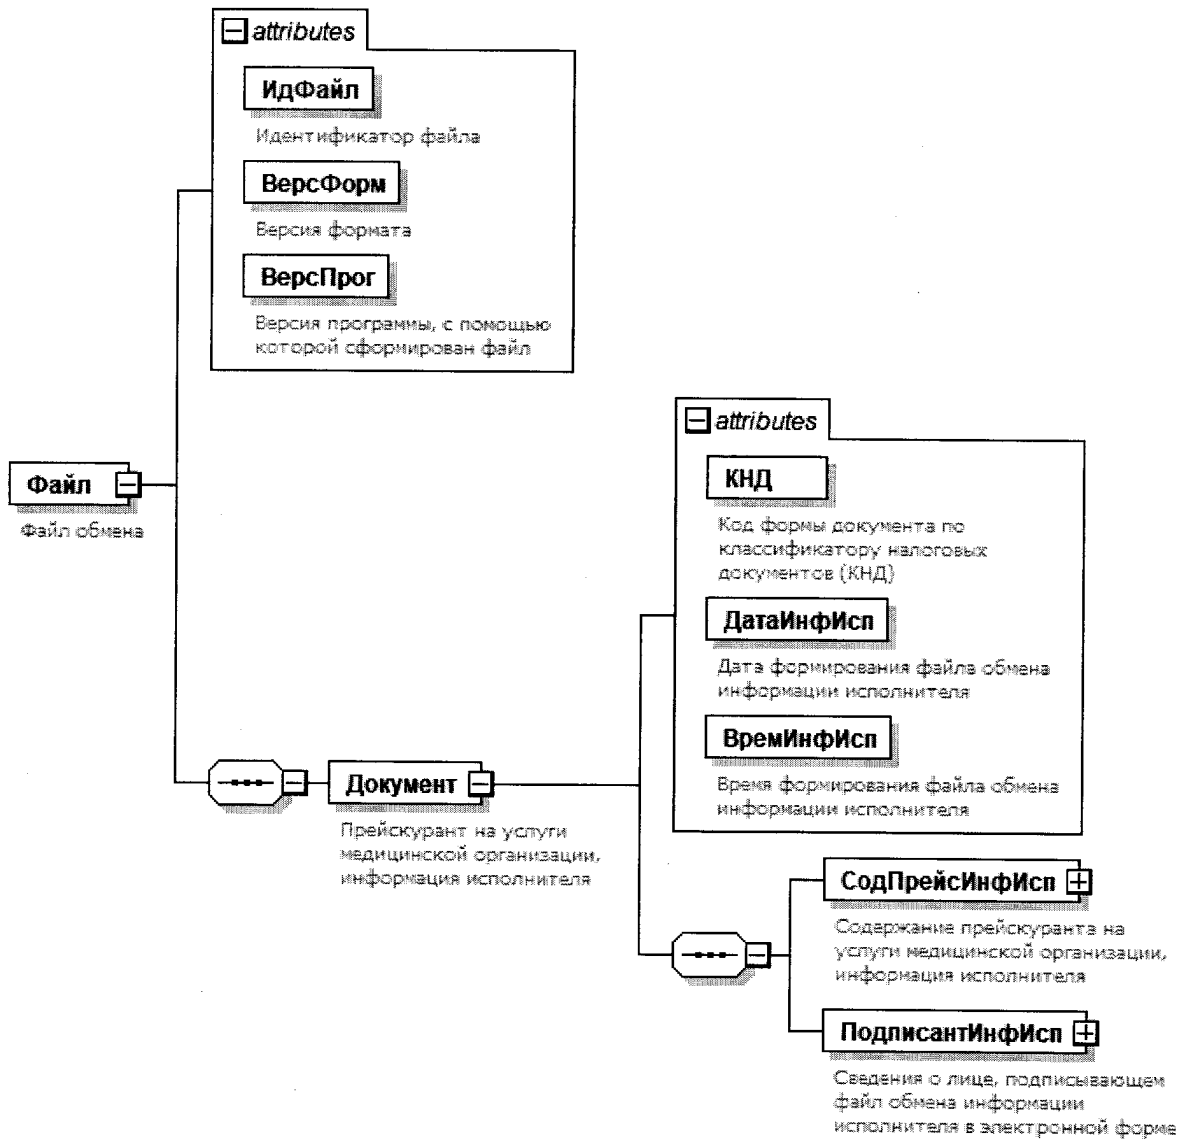 attributes
ИдФайл
Идентификатор файла
ВерсФорм
Версия формата
ВерсПрог
Версия программы, с помощью
которой сформирован файл
Файл
Файл обмена
attributes
КНД
Код формы документа по
классификатору налоговых
документов (КНД)
ДатаИнфИсп
Дата формирования файла обмена
информации исполнителя
ВремИнфИсп
Время формирования файла обмена
информации исполнителя
Документ
Прейскурант на услуги
медицинской организации,
информация исполнителя
СодПрейсИнфИсп
Содержание прейскуранта на
услуги медицинской организации,
информация исполнителя
ПодписантИнфИсп
Сведения о лице, подписывающем
файл обмена информации
исполнителя в электронной форме